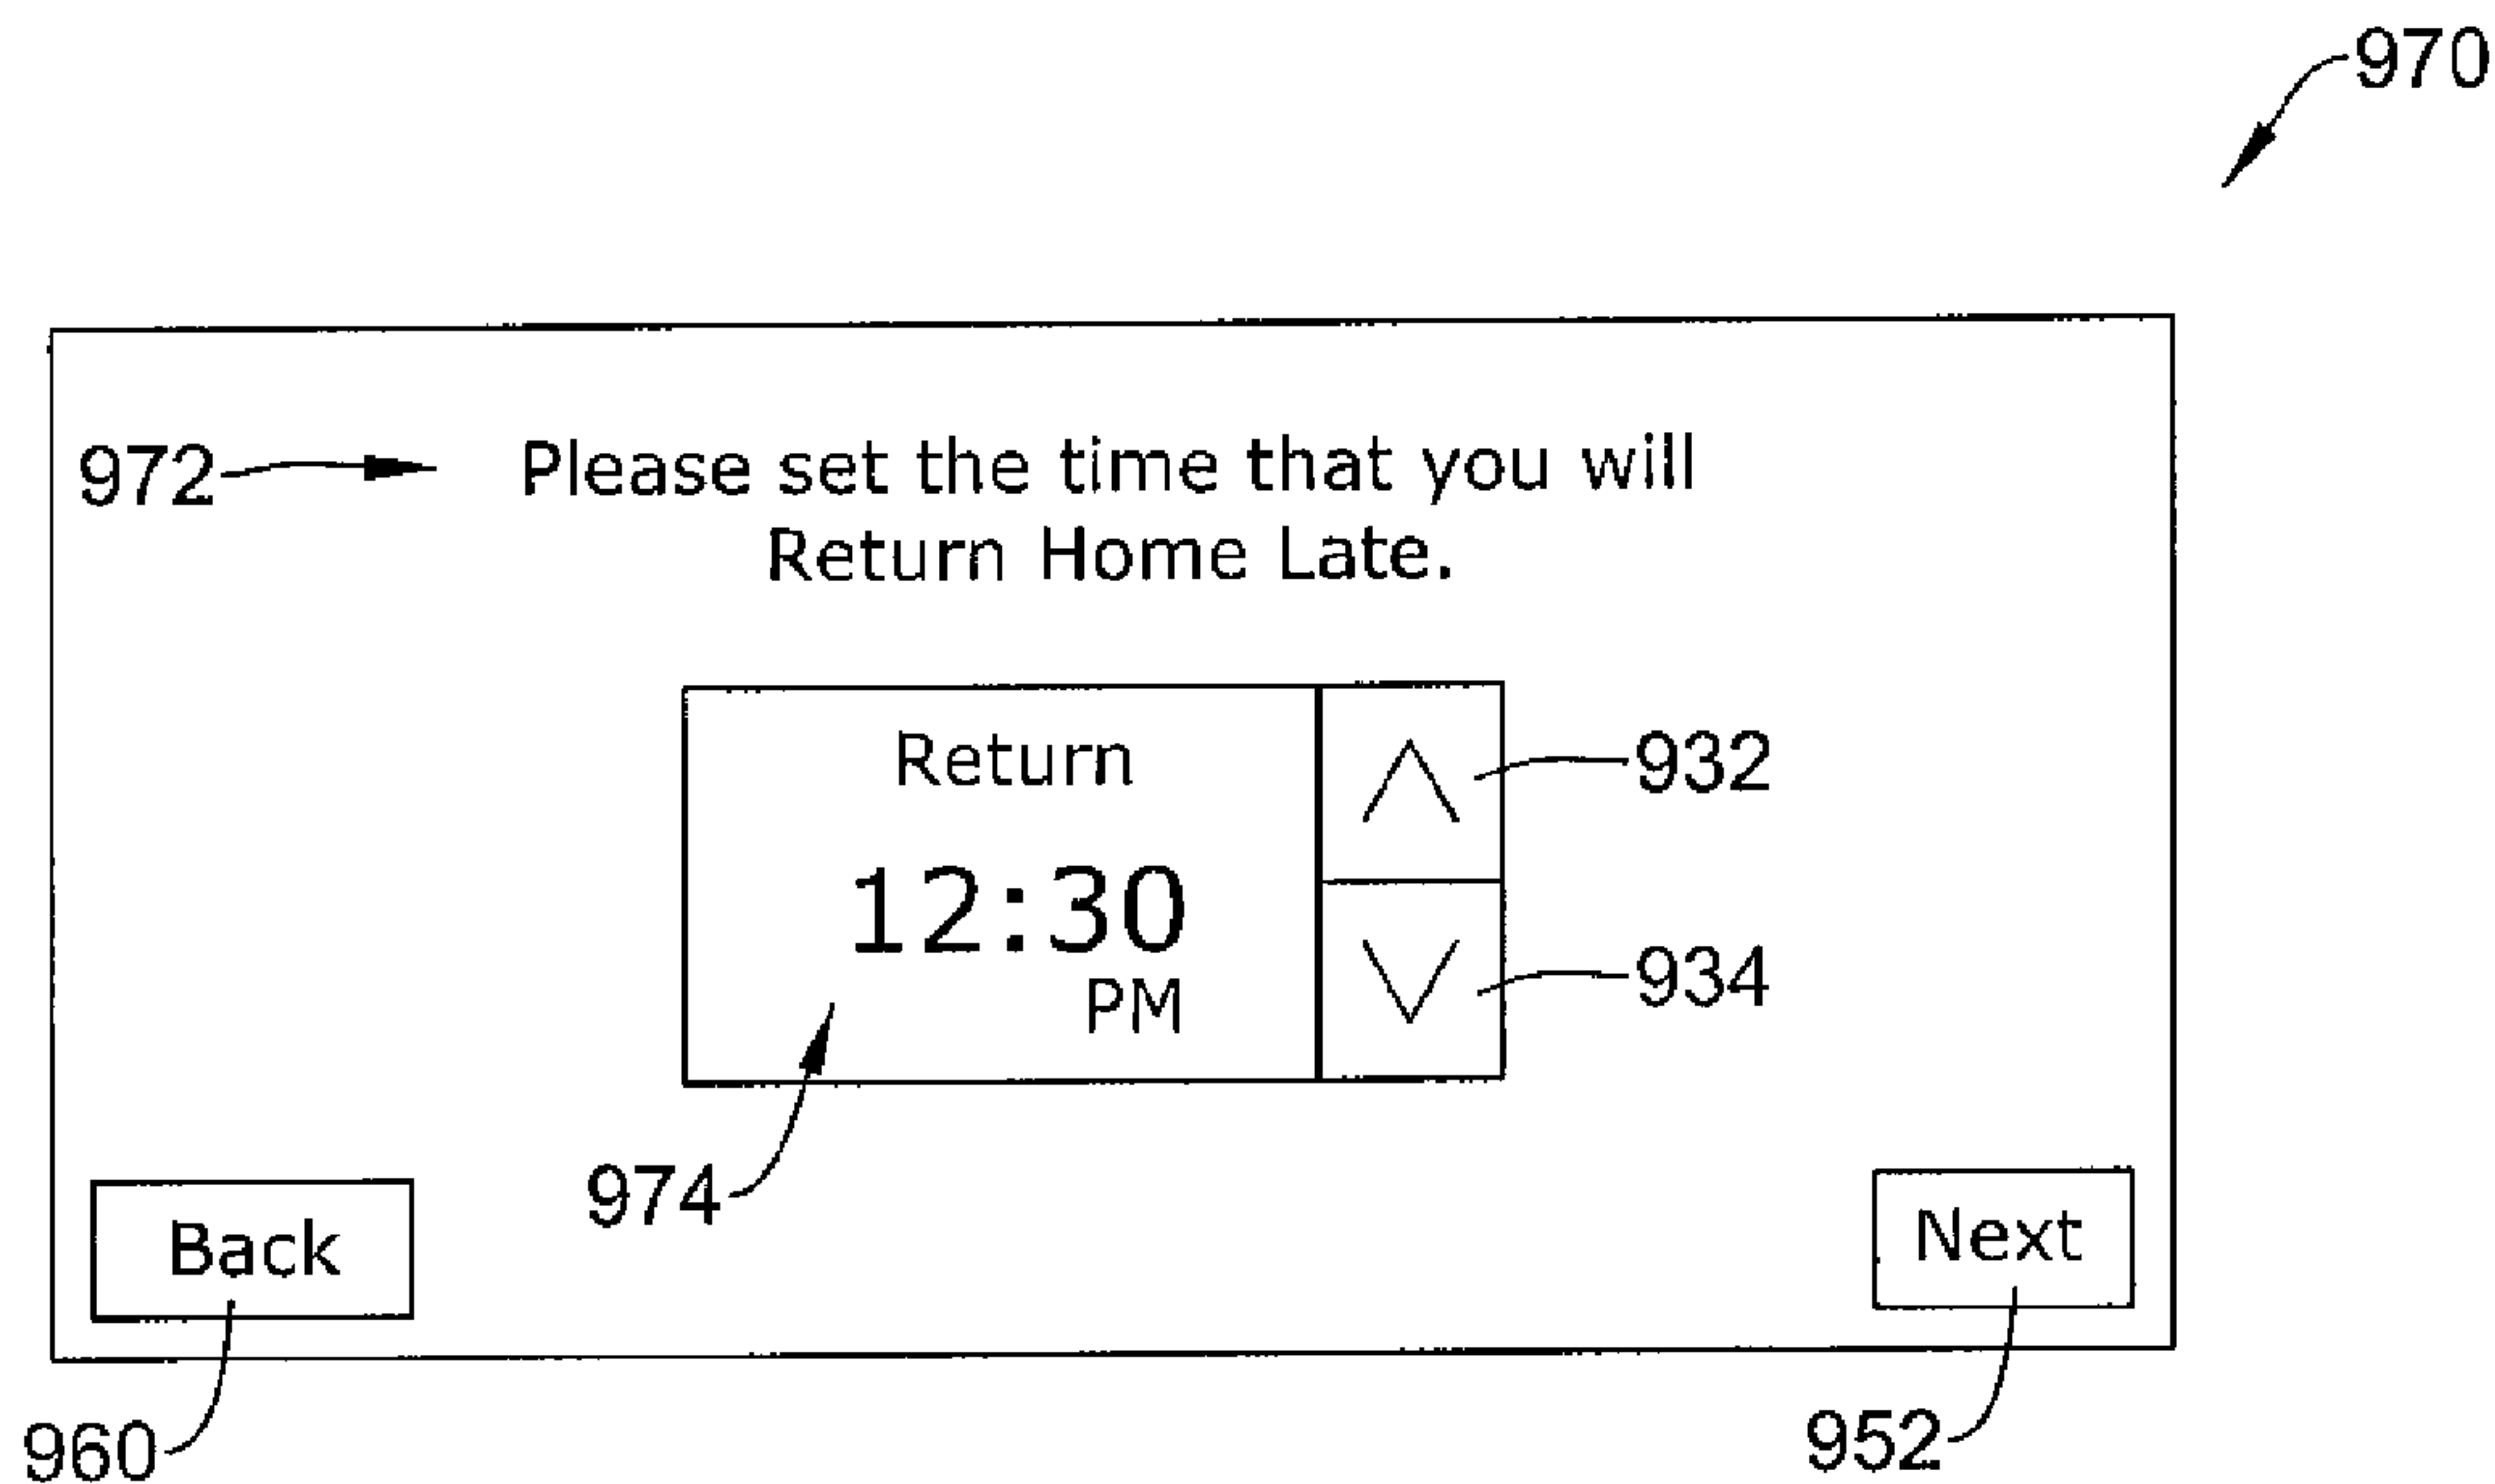 970
972 Please set the time that you will
Return Home Late.
Return
932
12:30
PM
934
974
Back
Next
960
952